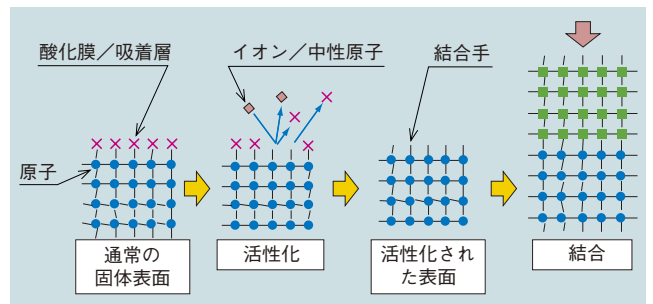 酸化膜／吸着層
イオン／中性原子
結合手
原子
通常の
固体表面
活性化
活性化され
た表面
結合